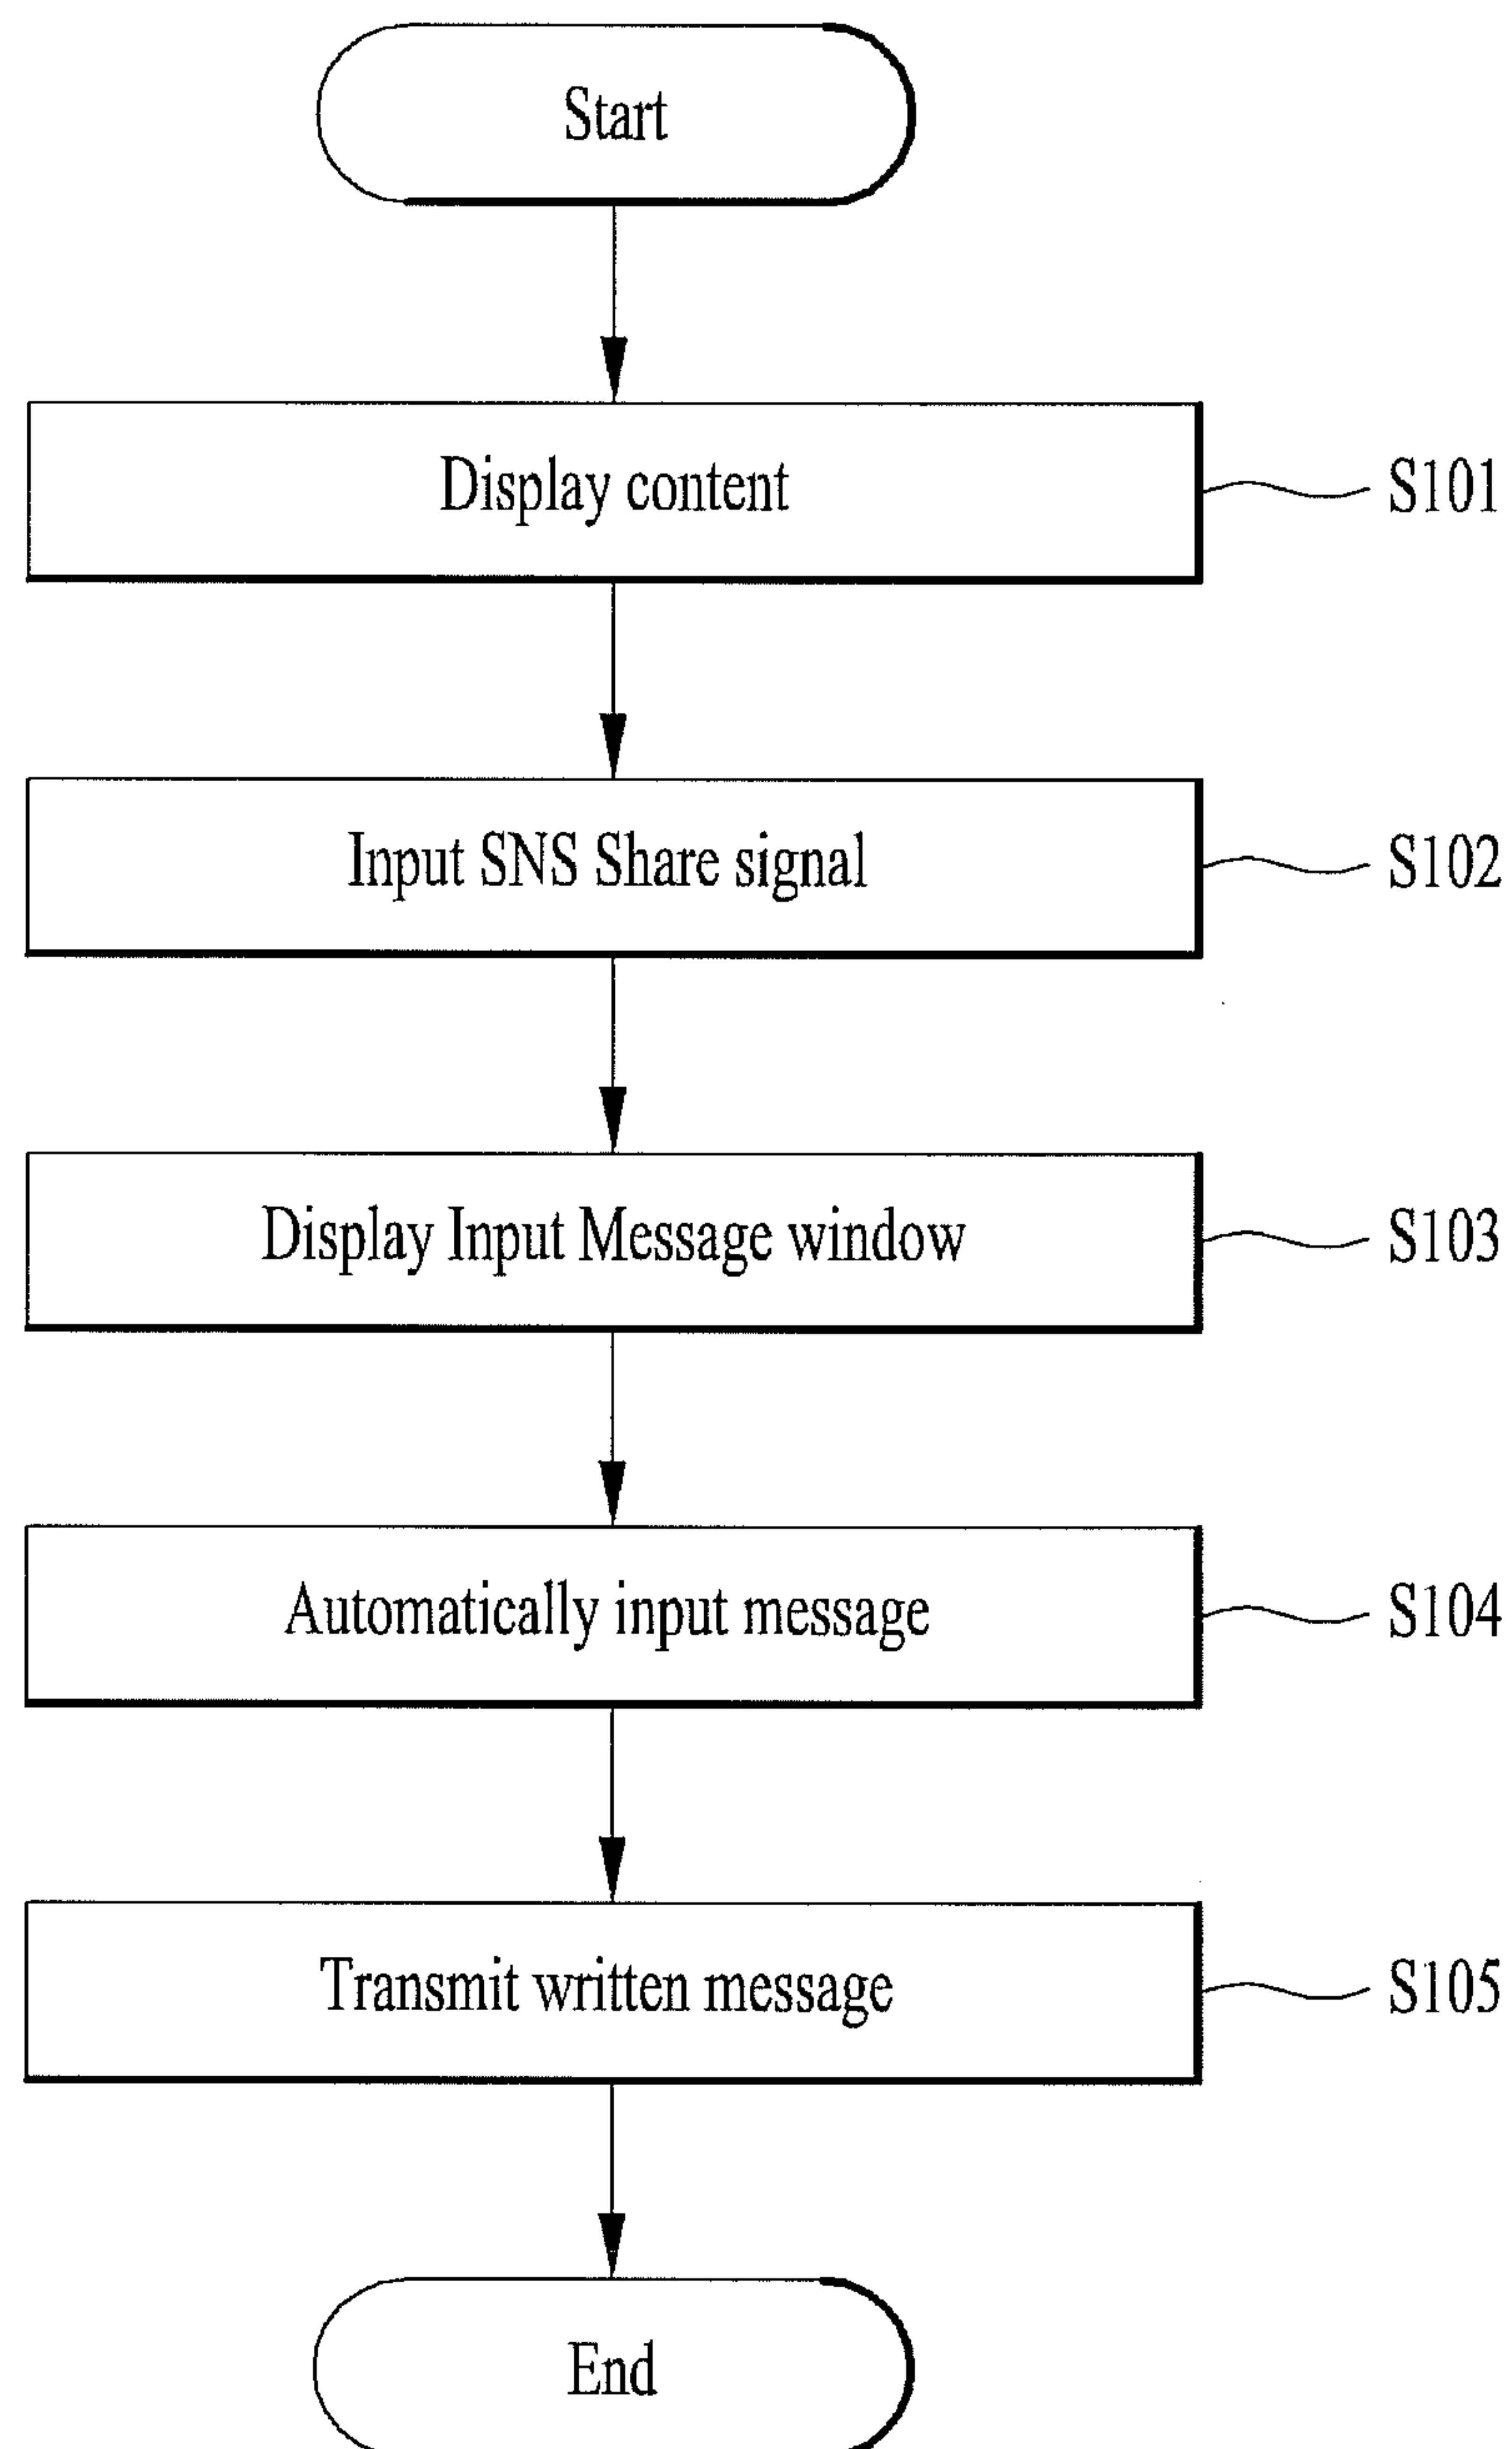 Start
Display content
S101
Input SNS Share signal
S102
Display Input Message window
S103
Automatically input message
S104
Transmit written message
S105
End